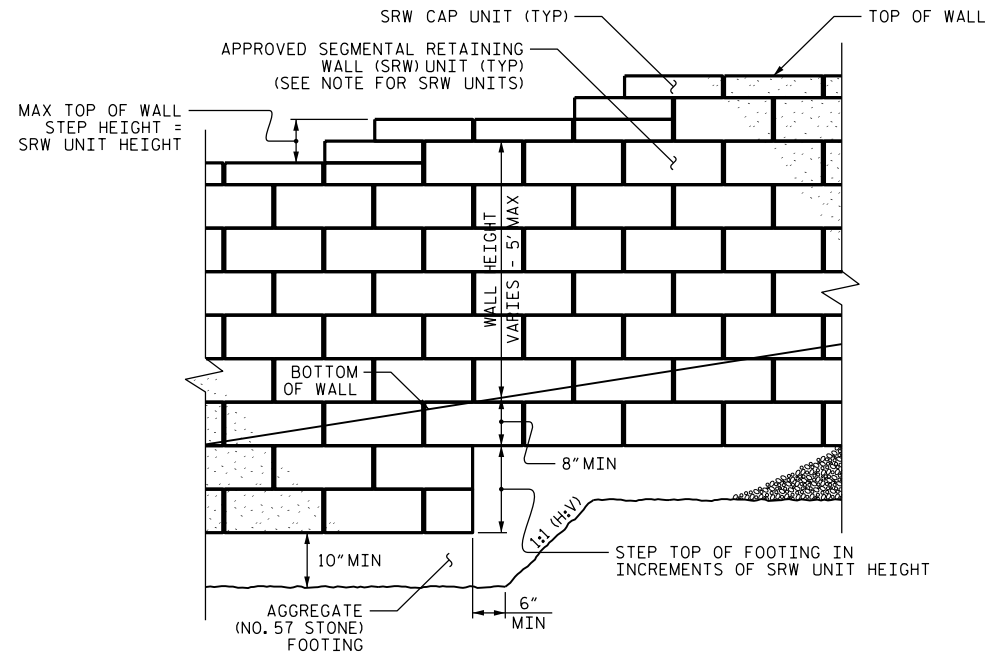 SRW CAP UNIT (TYP)
TOP OF WALL
APPROVED SEGMENTAL RETAINING
WALL (SRW) UNIT (TYP)
(SEE NOTE FOR SRW UNITS)
MAX TOP OF WALL
STEP HEIGHT =
SRW UNIT HEIGHT
WALL HEIGHT
VARIES - 5' MAX
BOTTOM
OF WALL
8" MIN
1:1 (H:V)
10" MIN
STEP TOP OF FOOTING IN
INCREMENTS OF SRW UNIT HEIGHT
AGGREGATE
(NO. 57 STONE)
FOOTING
6"
MIN